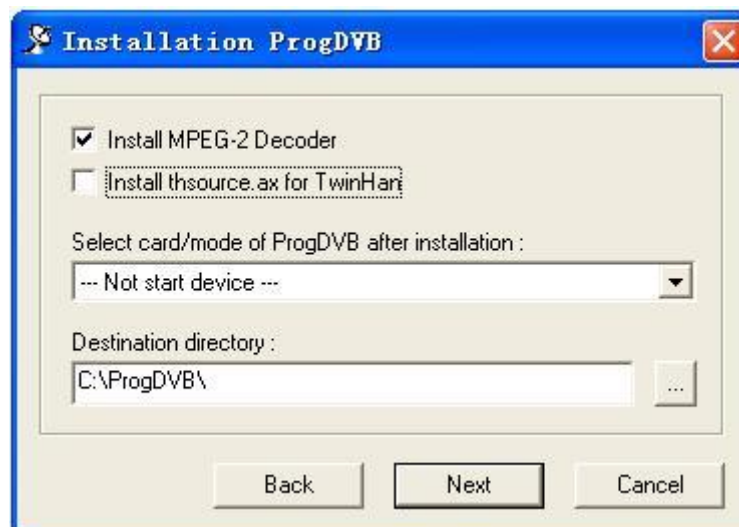 Installation ProgDVB
Install MPEG-2 Decoder
Install thsource.ax for TwinHan
Select card/mode of ProgDVB after installation :
--- Not start device ---
Destination directory :
C:\ProgDVB\
...
Back Next Cancel